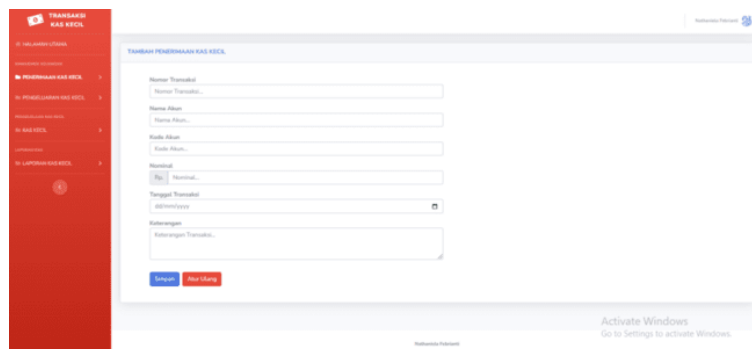 TRANSAKSI
KAS KECIL
HALAMAN UTAMA
PENERIMAAN KAS KECIL
PENGELUARAN KAS KECIL
KAS KECIL
LAPORAN KAS KECIL
TAMBAH PENERIMAAN KAS KECIL
Nomor Transaksi
Nomor Transaksi...
Nama Akun
Nama Akun...
Kode Akun
Kode Akun...
Nominal
Rp. Nominal...
Tanggal Transaksi
dd/mm/yyyy
Keterangan
Keterangan Transaksi...
Simpan Atur Ulang
Activate Windows
Go to Settings to activate Windows.